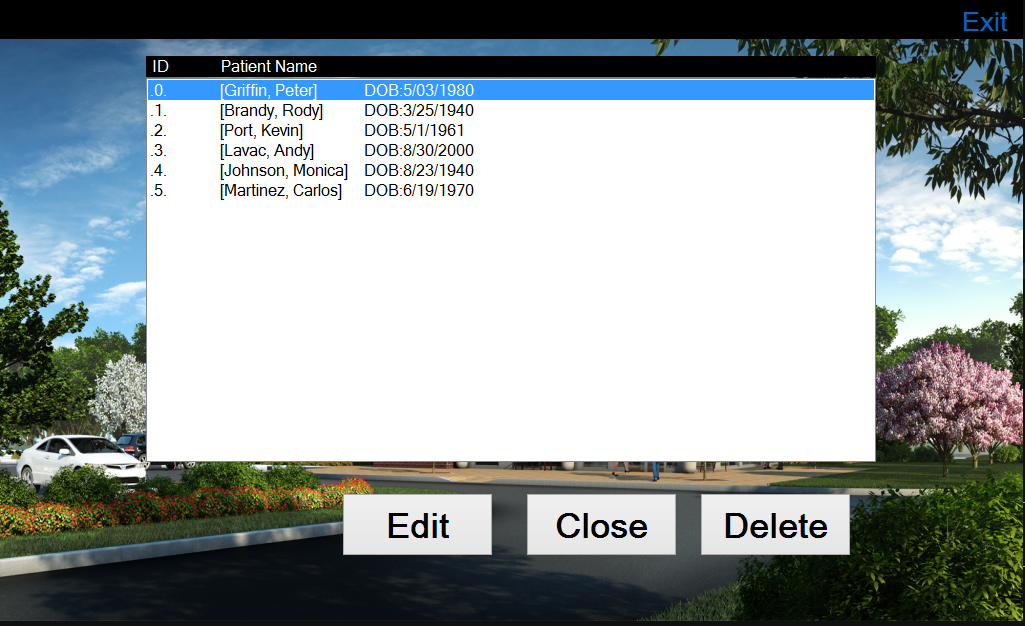 Exit
ID Patient Name
.0. [Griffin, Peter] DOB:5/03/1980
.1. [Brandy, Rody] DOB:3/25/1940
.2. [Port, Kevin] DOB:5/1/1961
.3. [Lavac, Andy] DOB:8/30/2000
.4. [Johnson, Monica] DOB:8/23/1940
.5. [Martinez, Carlos] DOB:6/19/1970
Edit Close Delete